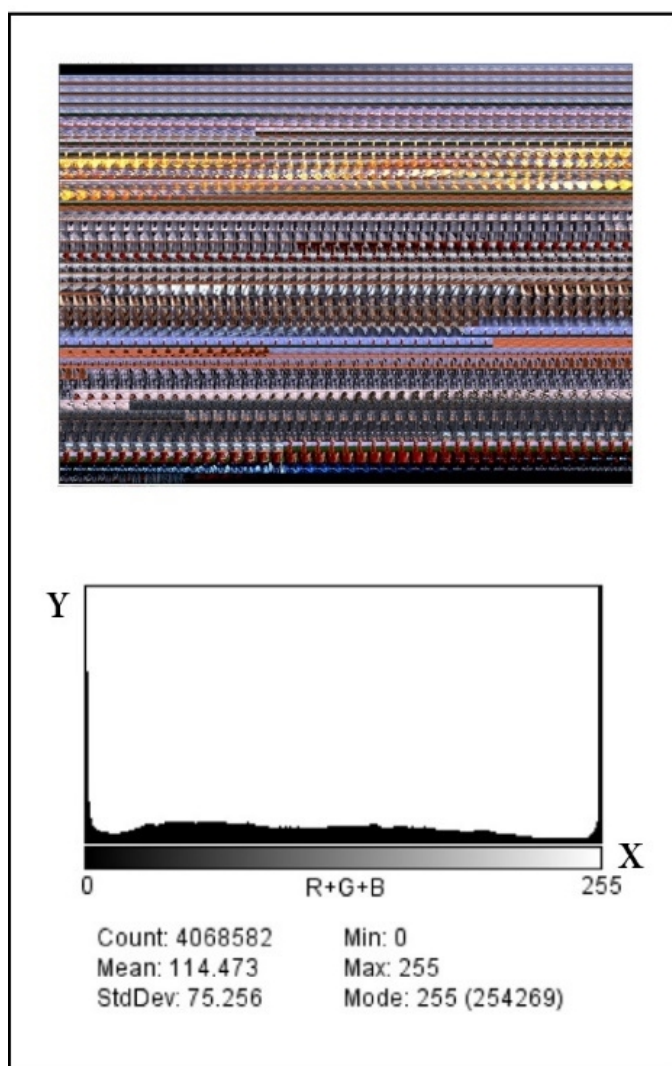 Y
X
0 R+G+B 255
Count: 4068582 Min: 0
Mean: 114.473 Max: 255
StdDev: 75.256 Mode: 255 (254269)